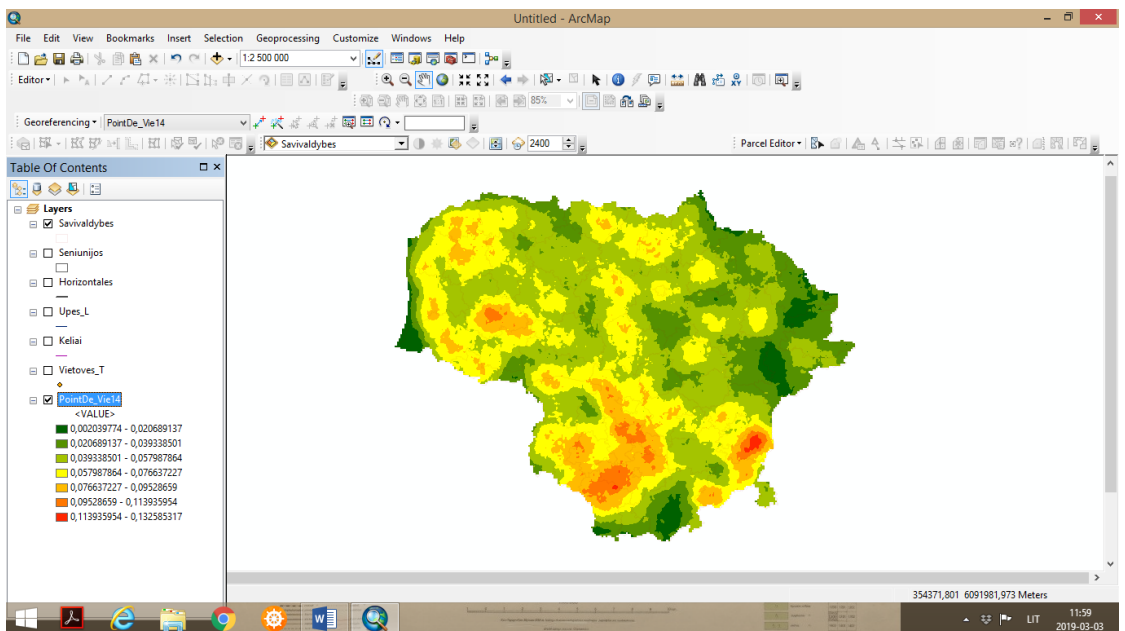 Untitled - ArcMap
File Edit View Bookmarks Insert Selection Geoprocessing Customize Windows Help
1:2 500 000
Editor
85%
Georeferencing PointDe_Vie14
Savivaldybes 2400 Parcel Editor
Table Of Contents
Layers
Savivaldybes
Seniunijos
Horizontales
Upes_L
Keliai
Vietoves_T
PointDe_Vie14
<VALUE>
0,002039774 - 0,020689137
0,020689137 - 0,039338501
0,039338501 - 0,057987864
0,057987864 - 0,076637227
0,076637227 - 0,09528659
0,09528659 - 0,113935954
0,113935954 - 0,132585317
354371,801 6091981,973 Meters
LIT
11:59
2019-03-03